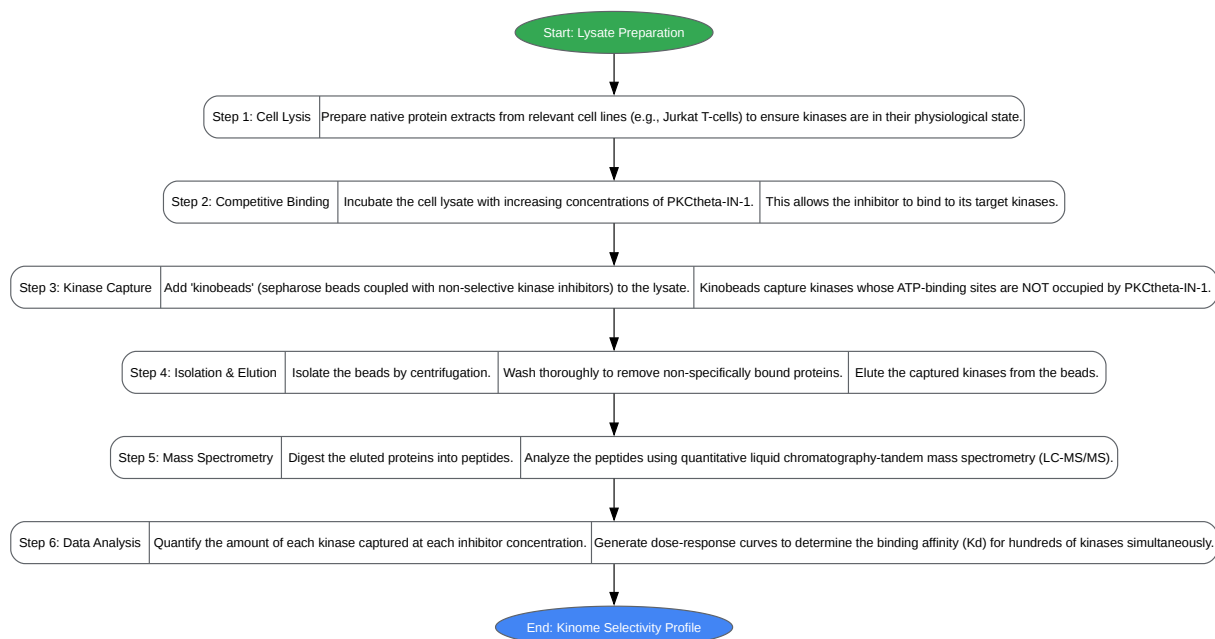 Start: Lysate Preparation
Step 1: Cell Lysis
Prepare native protein extracts from relevant cell lines (e.g., Jurkat T-cells) to ensure kinases are in their physiological state.
Step 2: Competitive Binding
Incubate the cell lysate with increasing concentrations of PKCtheta-IN-1.
This allows the inhibitor to bind to its target kinases.
Step 3: Kinase Capture
Add 'kinobeads' (sepharose beads coupled with non-selective kinase inhibitors) to the lysate.
Kinobeads capture kinases whose ATP-binding sites are NOT occupied by PKCtheta-IN-1.
Step 4: Isolation & Elution
Isolate the beads by centrifugation.
Wash thoroughly to remove non-specifically bound proteins.
Elute the captured kinases from the beads.
Step 5: Mass Spectrometry
Digest the eluted proteins into peptides.
Analyze the peptides using quantitative liquid chromatography-tandem mass spectrometry (LC-MS/MS).
Step 6: Data Analysis
Quantify the amount of each kinase captured at each inhibitor concentration.
Generate dose-response curves to determine the binding affinity (Kd) for hundreds of kinases simultaneously.
End: Kinome Selectivity Profile